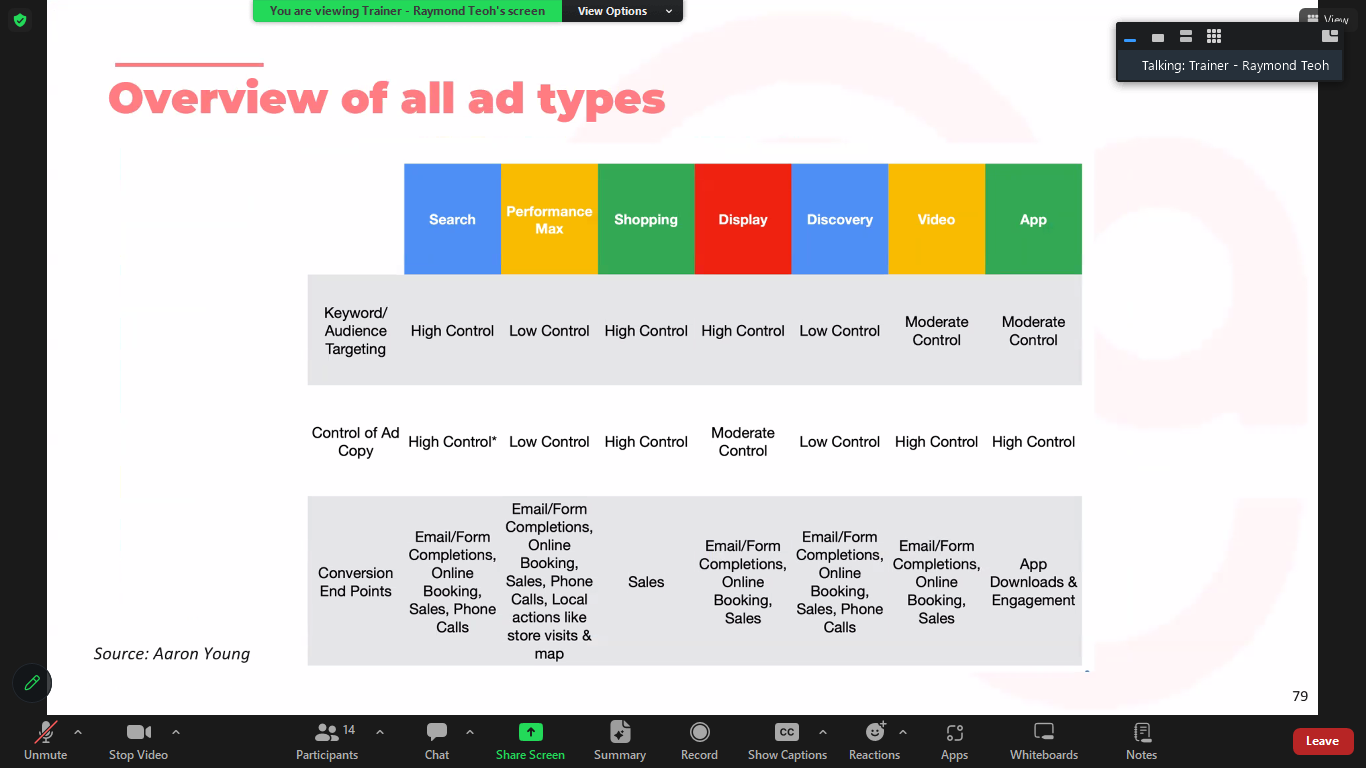 You are viewing Trainer - Raymond Teoh's screen
View Options
View
Talking: Trainer - Raymond Teoh
Overview of all ad types
Search
Performance
Max
Shopping
Display
Discovery
Video
App
Keyword/
Audience
Targeting
High Control
Low Control
High Control
High Control
Low Control
Moderate
Control
Moderate
Control
Control of Ad
Copy
High Control*
Low Control
High Control
Moderate
Control
Low Control
High Control
High Control
Conversion
End Points
Email/Form
Completions,
Online
Booking,
Sales, Phone
Calls
Email/Form
Completions,
Online
Booking,
Sales, Phone
Calls, Local
actions like
store visits &
map
Sales
Email/Form
Completions,
Online
Booking,
Sales
Email/Form
Completions,
Online
Booking,
Sales, Phone
Calls
Email/Form
Completions,
Online
Booking,
Sales
App
Downloads &
Engagement
Source: Aaron Young
79
Unmute
Stop Video
Participants
14
Chat
Share Screen
Summary
Record
CC
Show Captions
Reactions
Apps
Whiteboards
Notes
Leave